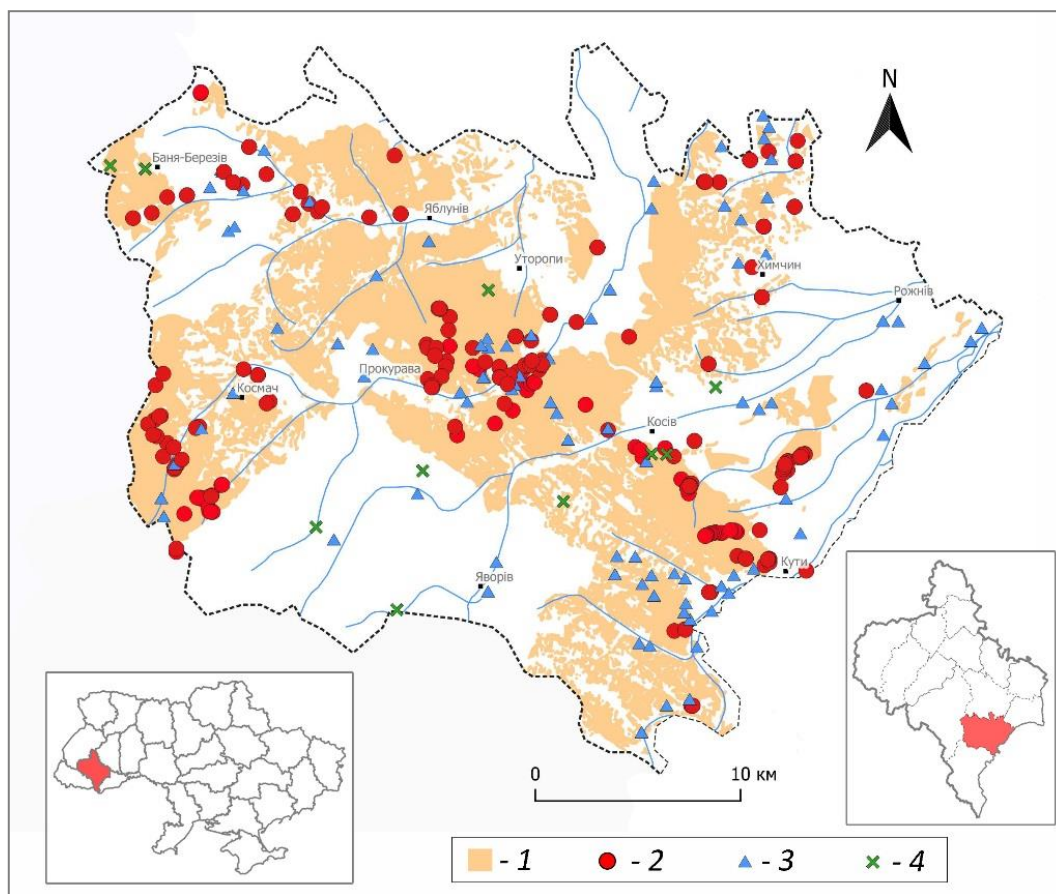 N
Баня-Березів
Яблунів
Уторопи
Химчин
Рожнів
Прокурава
Космач
Косів
Кути
Яворів
0 10 км
- 1 - 2 - 3 - 4